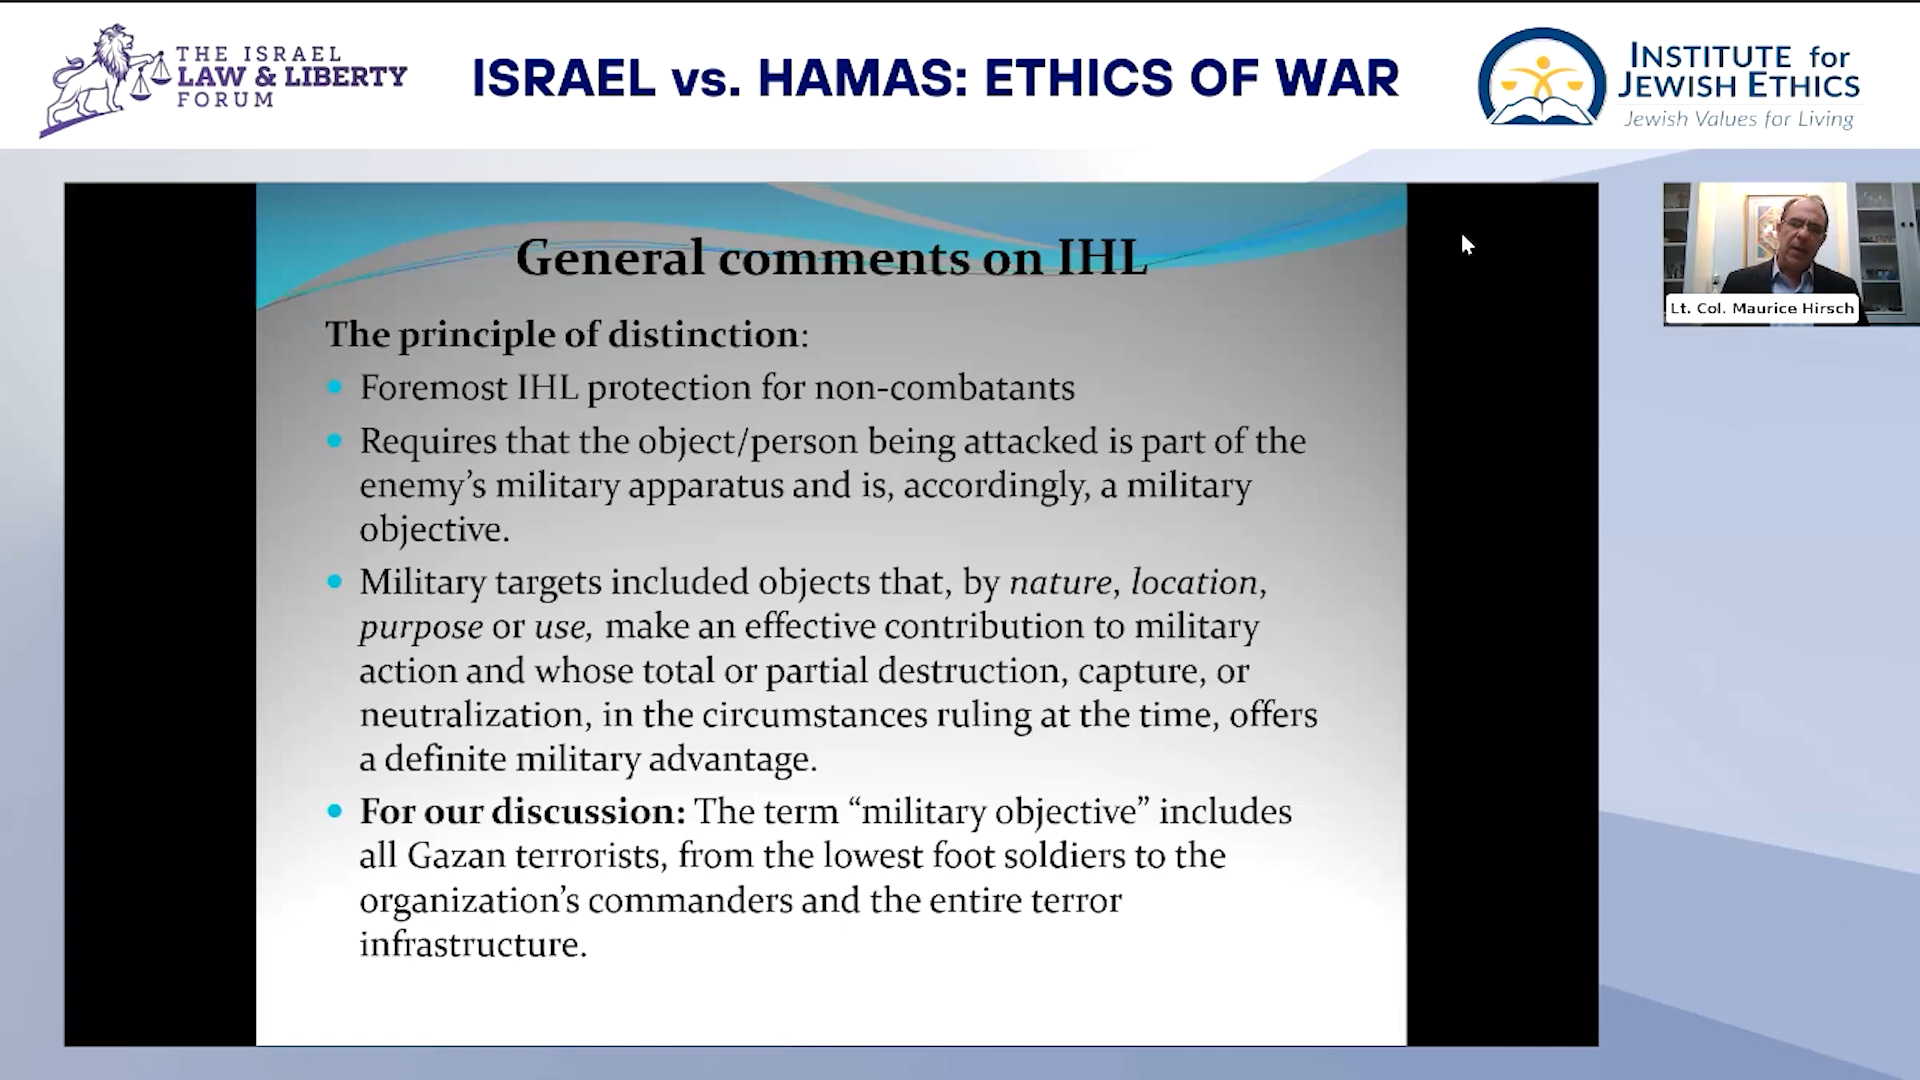 THE ISRAEL
LAW & LIBERTY
FORUM
ISRAEL vs. HAMAS: ETHICS OF WAR
INSTITUTE for
JEWISH ETHICS
Jewish Values for Living
General comments on IHL
The principle of distinction:
• Foremost IHL protection for non-combatants
• Requires that the object/person being attacked is part of the
enemy’s military apparatus and is, accordingly, a military
objective.
• Military targets included objects that, by nature, location,
purpose or use, make an effective contribution to military
action and whose total or partial destruction, capture, or
neutralization, in the circumstances ruling at the time, offers
a definite military advantage.
• For our discussion: The term “military objective” includes
all Gazan terrorists, from the lowest foot soldiers to the
organization’s commanders and the entire terror
infrastructure.
Lt. Col. Maurice Hirsch